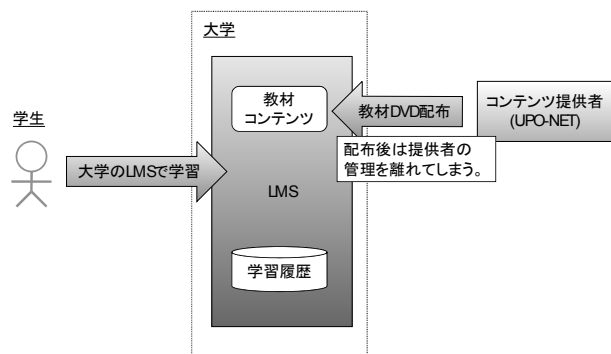 大学
学生
大学のLMSで学習
教材
コンテンツ
LMS
学習履歴
教材DVD配布
コンテンツ提供者
(UPO-NET)
配布後は提供者の
管理を離れてしまう。